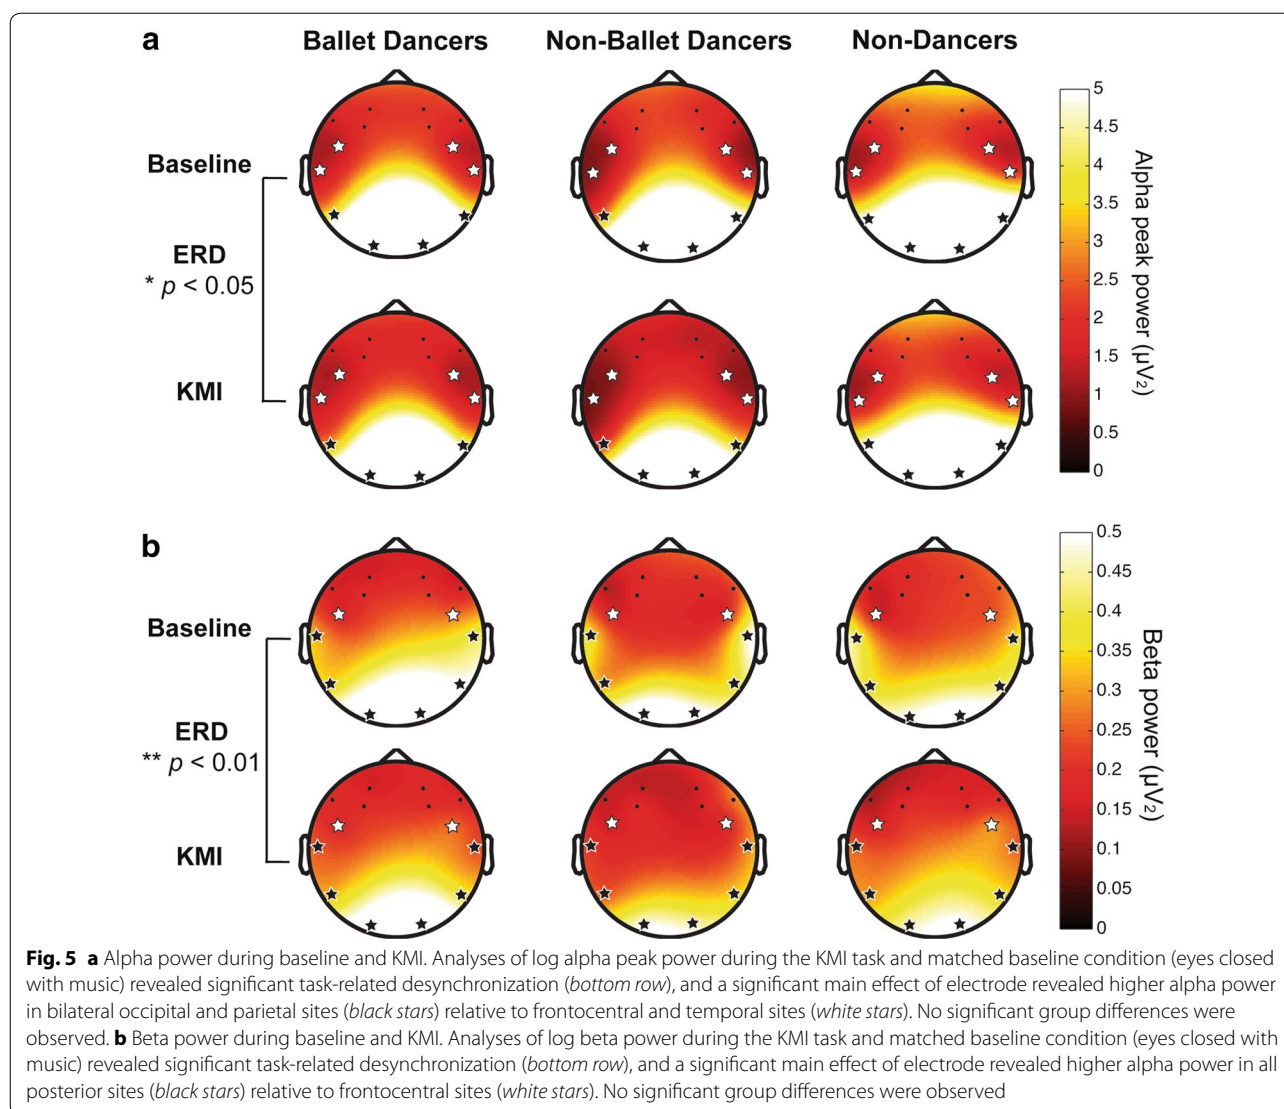 a
Ballet Dancers Non-Ballet Dancers Non-Dancers
Baseline
ERD
* p < 0.05
KMI
5
4.5
4
3.5
3
2.5
2
1.5
1
0.5
0
Alpha peak power (µV2)
b
Baseline
ERD
** p < 0.01
KMI
0.5
0.45
0.4
0.35
0.3
0.25
0.2
0.15
0.1
0.05
0
Beta power (µV2)
Fig. 5 a Alpha power during baseline and KMI. Analyses of log alpha peak power during the KMI task and matched baseline condition (eyes closed
with music) revealed significant task-related desynchronization (bottom row), and a significant main effect of electrode revealed higher alpha power
in bilateral occipital and parietal sites (black stars) relative to frontocentral and temporal sites (white stars). No significant group differences were
observed. b Beta power during baseline and KMI. Analyses of log beta power during the KMI task and matched baseline condition (eyes closed with
music) revealed significant task-related desynchronization (bottom row), and a significant main effect of electrode revealed higher alpha power in all
posterior sites (black stars) relative to frontocentral sites (white stars). No significant group differences were observed